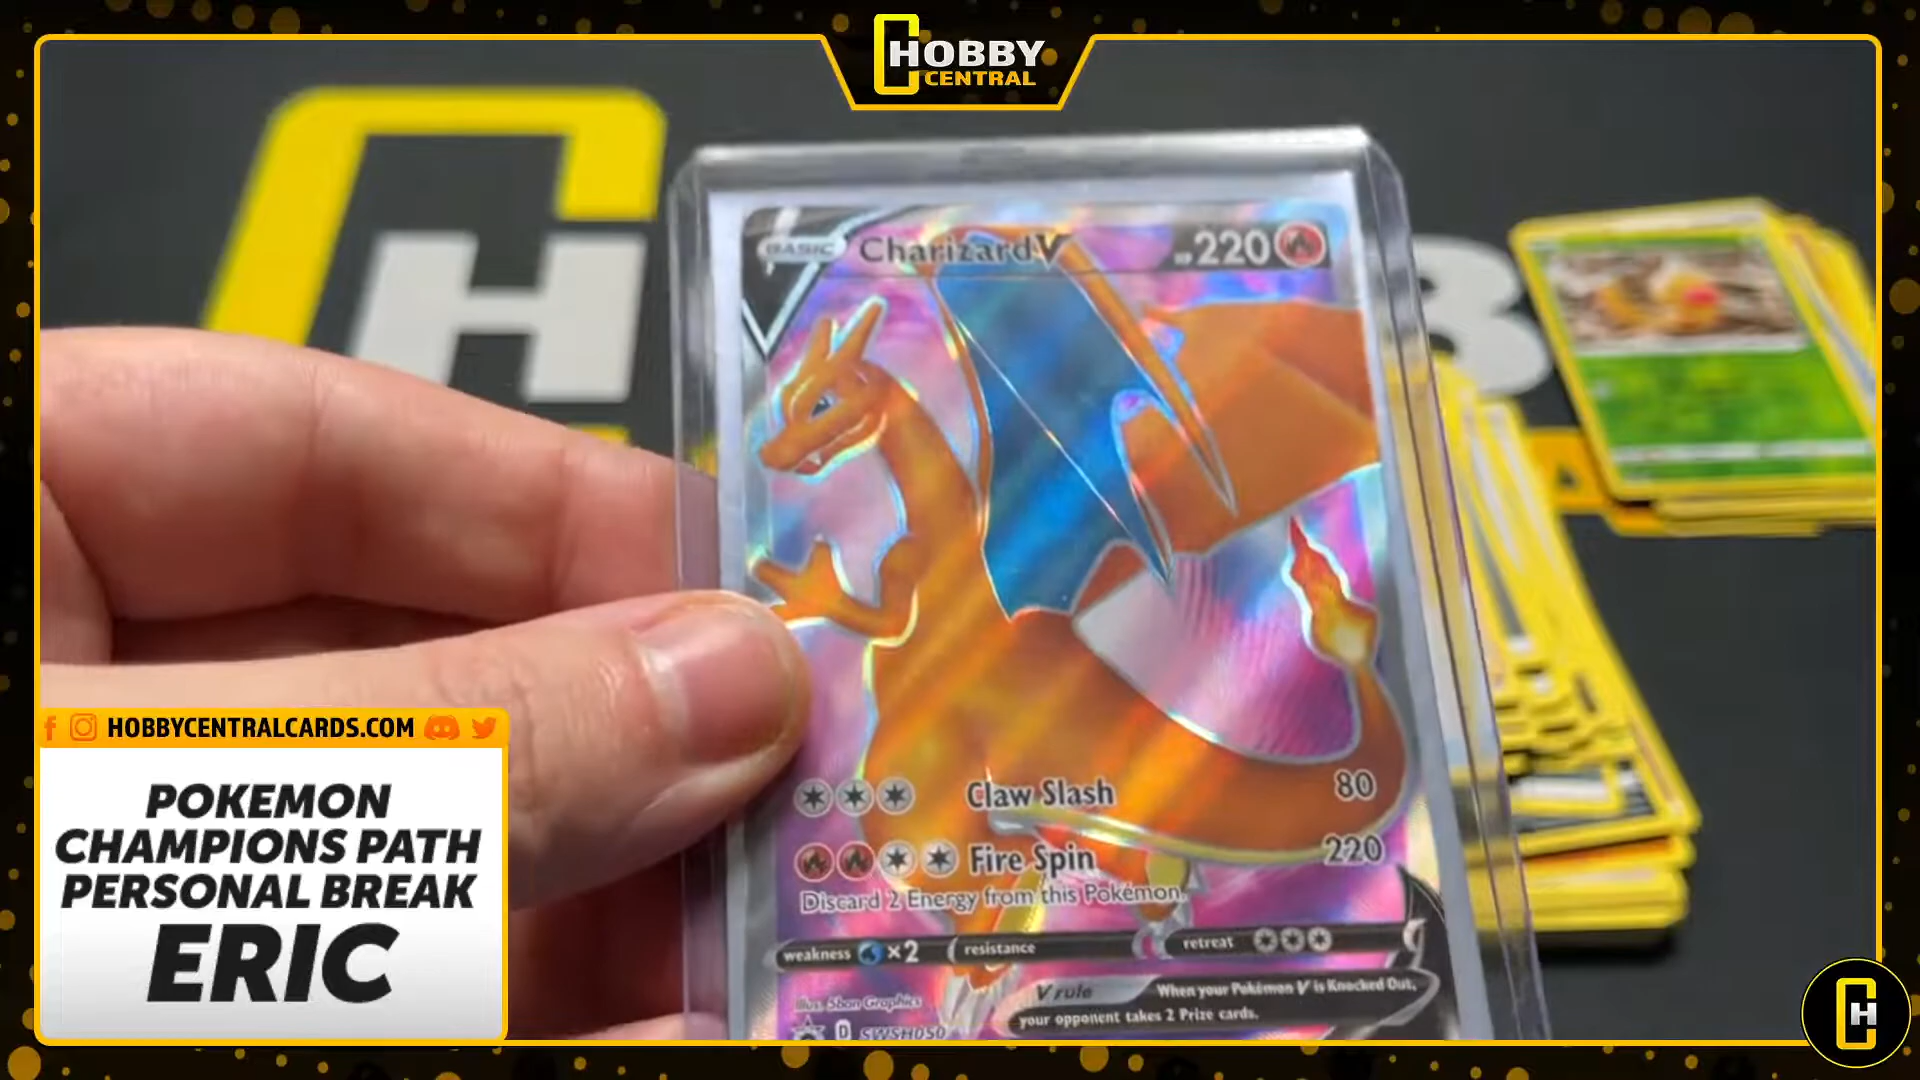 HOBBY
CENTRAL
BASIC CharizardV HP 220
Claw Slash 80
Fire Spin 220
Discard 2 Energy from this Pokémon.
weakness ×2 resistance retreat
V rule When your Pokémon V is Knocked Out,
your opponent takes 2 Prize cards.
Illus. 5ban Graphics
D SWSH050
HOBBYCENTRALCARDS.COM
POKEMON
CHAMPIONS PATH
PERSONAL BREAK
ERIC
CH